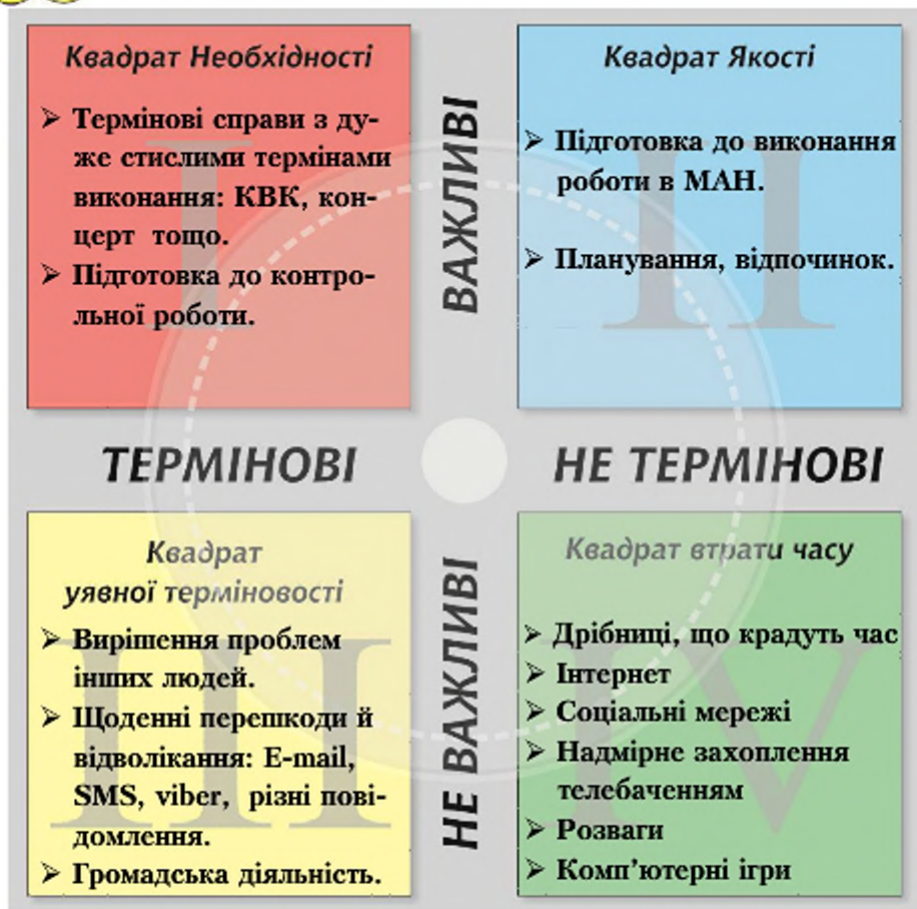 Квадрат Необхідності
➢ Термінові справи з ду-
же стислими термінами
виконання: КВК, кон-
церт тощо.
➢ Підготовка до контро-
льної роботи.
I
ВАЖЛИВІ
Квадрат Якості
➢ Підготовка до виконання
роботи в МАН.
➢ Планування, відпочинок.
II
ТЕРМІНОВІ
НЕ ТЕРМІНОВІ
Квадрат
уявної терміновості
➢ Вирішення проблем
інших людей.
➢ Щоденні перешкоди й
відволікання: E-mail,
SMS, viber, різні пові-
домлення.
➢ Громадська діяльність.
III
НЕ ВАЖЛИВІ
Квадрат втрати часу
➢ Дрібниці, що крадуть час
➢ Інтернет
➢ Соціальні мережі
➢ Надмірне захоплення
телебаченням
➢ Розваги
➢ Комп’ютерні ігри
IV